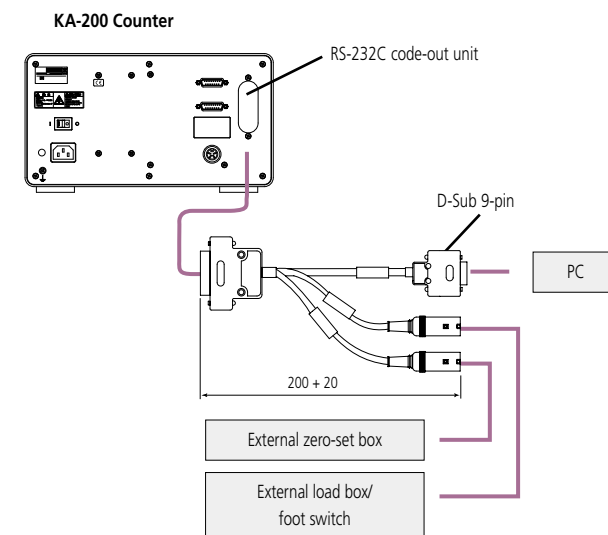 KA-200 Counter
RS-232C code-out unit
D-Sub 9-pin
PC
200 + 20
External zero-set box
External load box/
foot switch